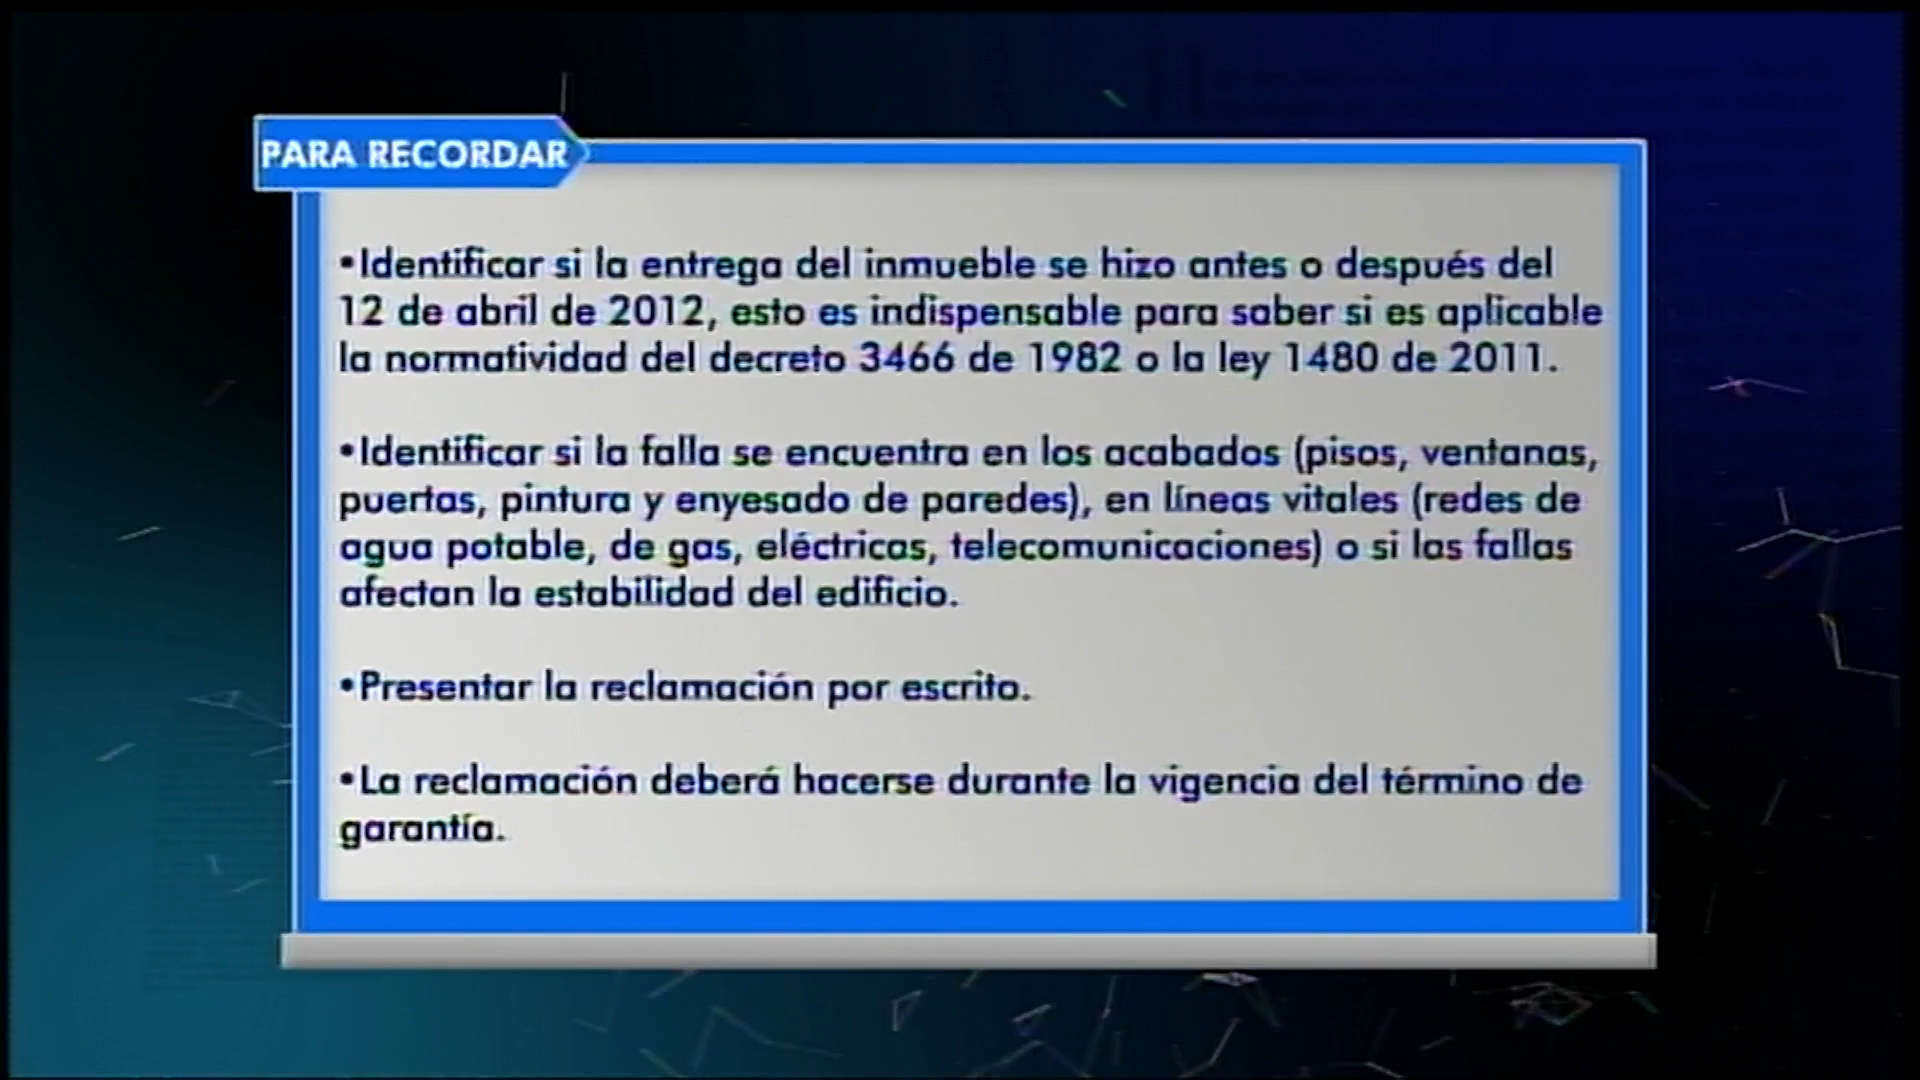 PARA RECORDAR
•Identificar si la entrega del inmueble se hizo antes o después del
12 de abril de 2012, esto es indispensable para saber si es aplicable
la normatividad del decreto 3466 de 1982 o la ley 1480 de 2011.
•Identificar si la falla se encuentra en los acabados (pisos, ventanas,
puertas, pintura y enyesado de paredes), en líneas vitales (redes de
agua potable, de gas, eléctricas, telecomunicaciones) o si las fallas
afectan la estabilidad del edificio.
•Presentar la reclamación por escrito.
•La reclamación deberá hacerse durante la vigencia del término de
garantía.